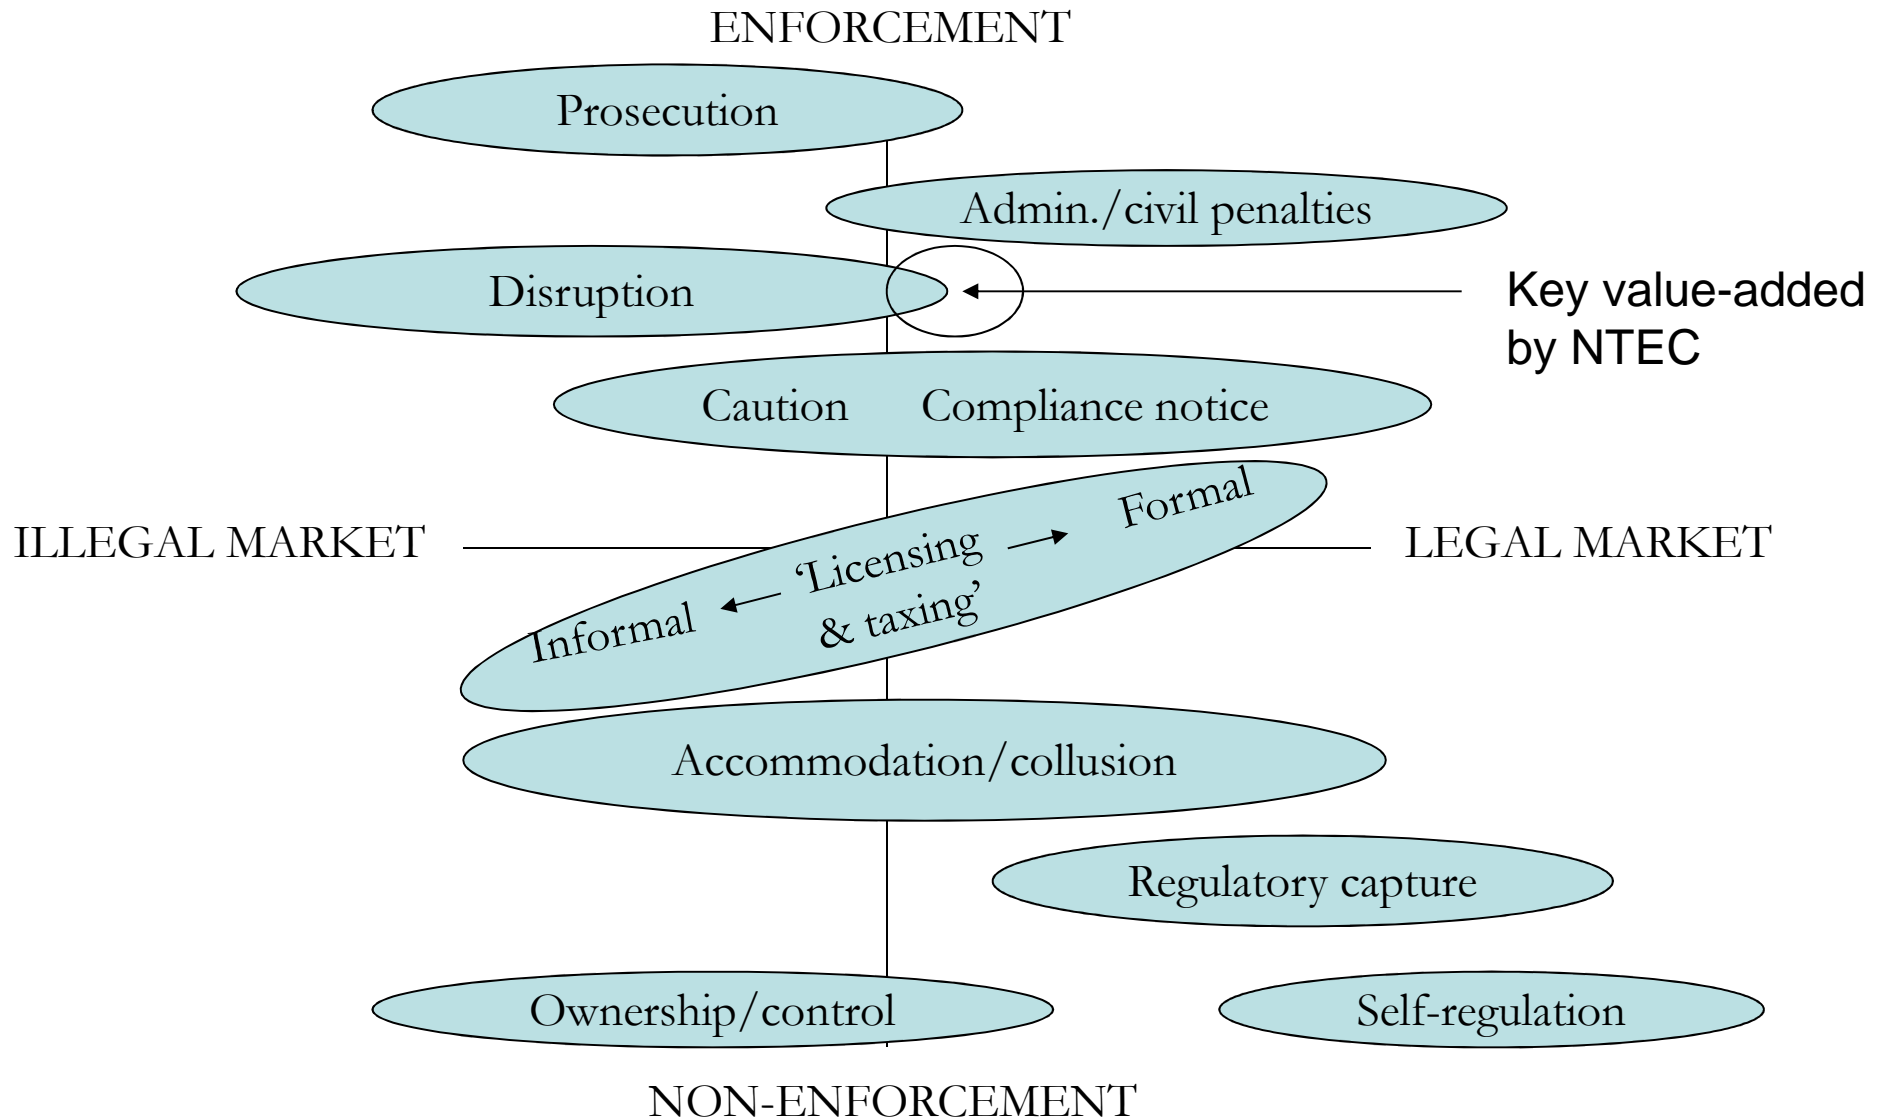 ENFORCEMENT
Prosecution
Admin./civil penalties
Disruption
Key value-added
by NTEC
Caution Compliance notice
Formal
ILLEGAL MARKET
‘Licensing
& taxing’
LEGAL MARKET
Informal
Accommodation/collusion
Regulatory capture
Ownership/control
Self-regulation
NON-ENFORCEMENT